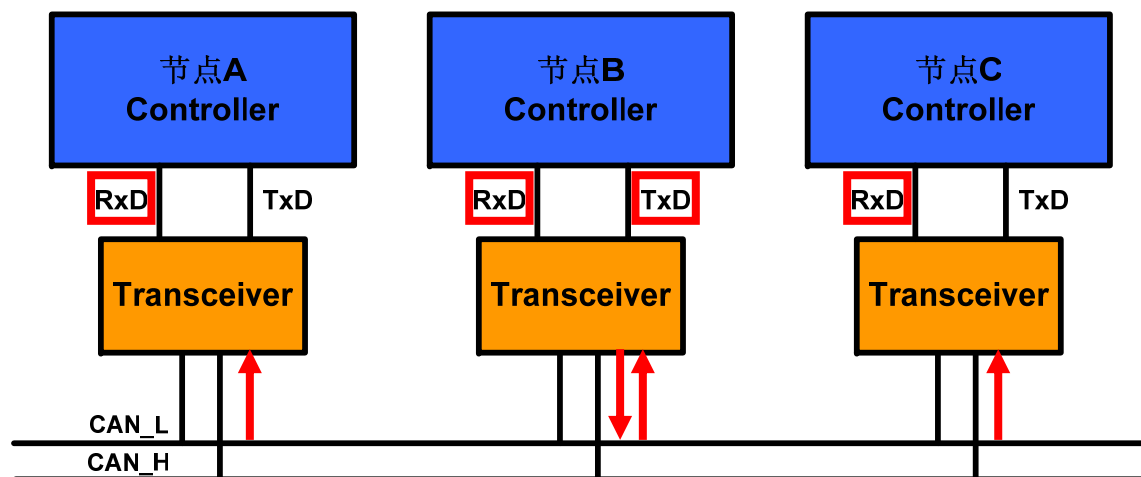 节点A
Controller
节点B
Controller
节点C
Controller
RxD
TxD
RxD
TxD
RxD
TxD
Transceiver
Transceiver
Transceiver
CAN_L
CAN_H